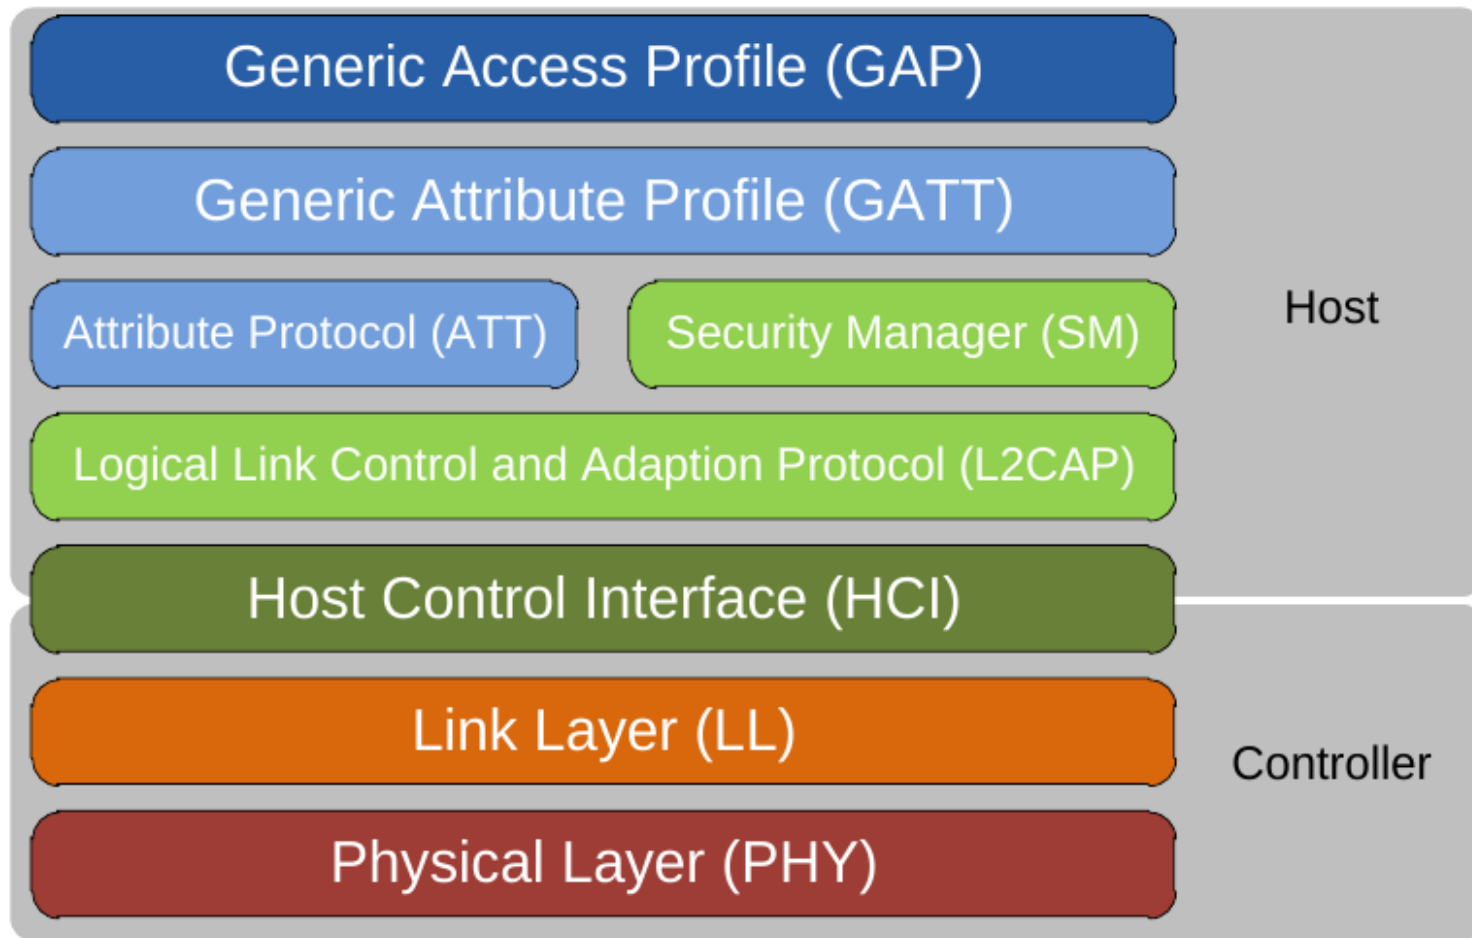 Generic Access Profile (GAP)
Generic Attribute Profile (GATT)
Attribute Protocol (ATT)
Security Manager (SM)
Host
Logical Link Control and Adaption Protocol (L2CAP)
Host Control Interface (HCI)
Link Layer (LL)
Controller
Physical Layer (PHY)